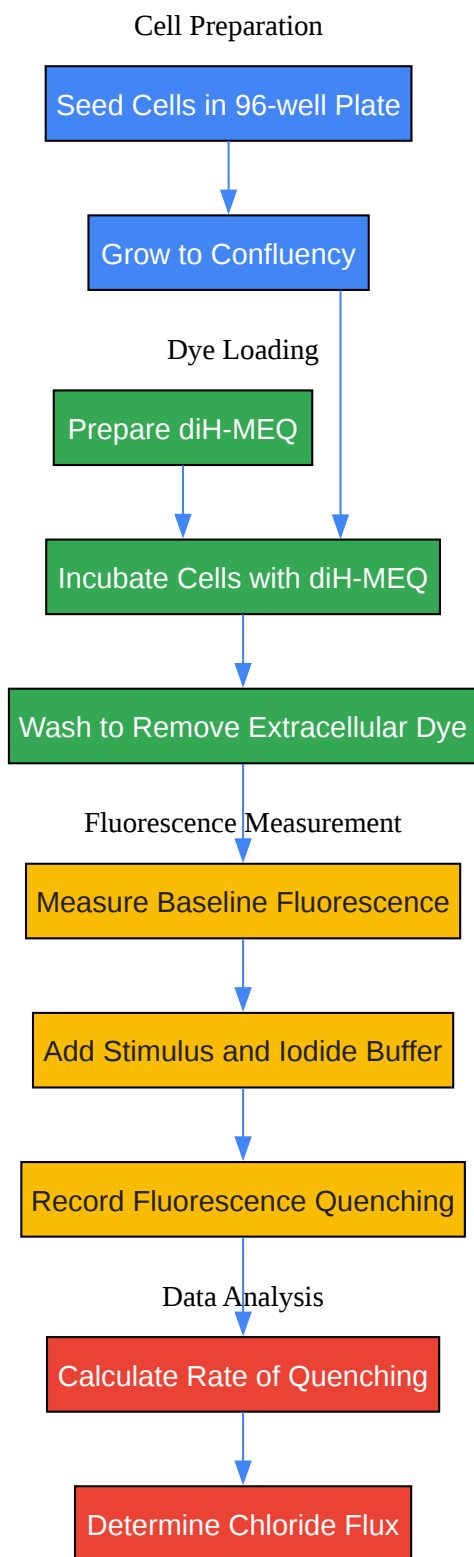 Cell Preparation
Seed Cells in 96-well Plate
Grow to Confluency
Dye Loading
Prepare diH-MEQ
Incubate Cells with diH-MEQ
Wash to Remove Extracellular Dye
Fluorescence Measurement
Measure Baseline Fluorescence
Add Stimulus and Iodide Buffer
Record Fluorescence Quenching
Data Analysis
Calculate Rate of Quenching
Determine Chloride Flux